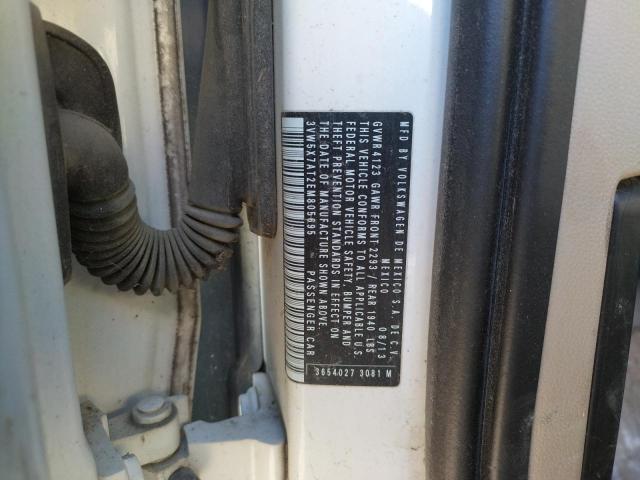 MFD BY VOLKSWAGEN DE MEXICO S.A. DE C.V.
MEXICO 08/13
GVWR 4123 GAWR FRONT 2293 / REAR 1940 LBS
THIS VEHICLE CONFORMS TO ALL APPLICABLE U.S.
FEDERAL MOTOR VEHICLE SAFETY, BUMPER AND
THEFT PREVENTION STANDARDS IN EFFECT ON
THE DATE OF MANUFACTURE SHOWN ABOVE.
3VW5X7AT2EM805695 PASSENGER CAR
3654027 3081 M